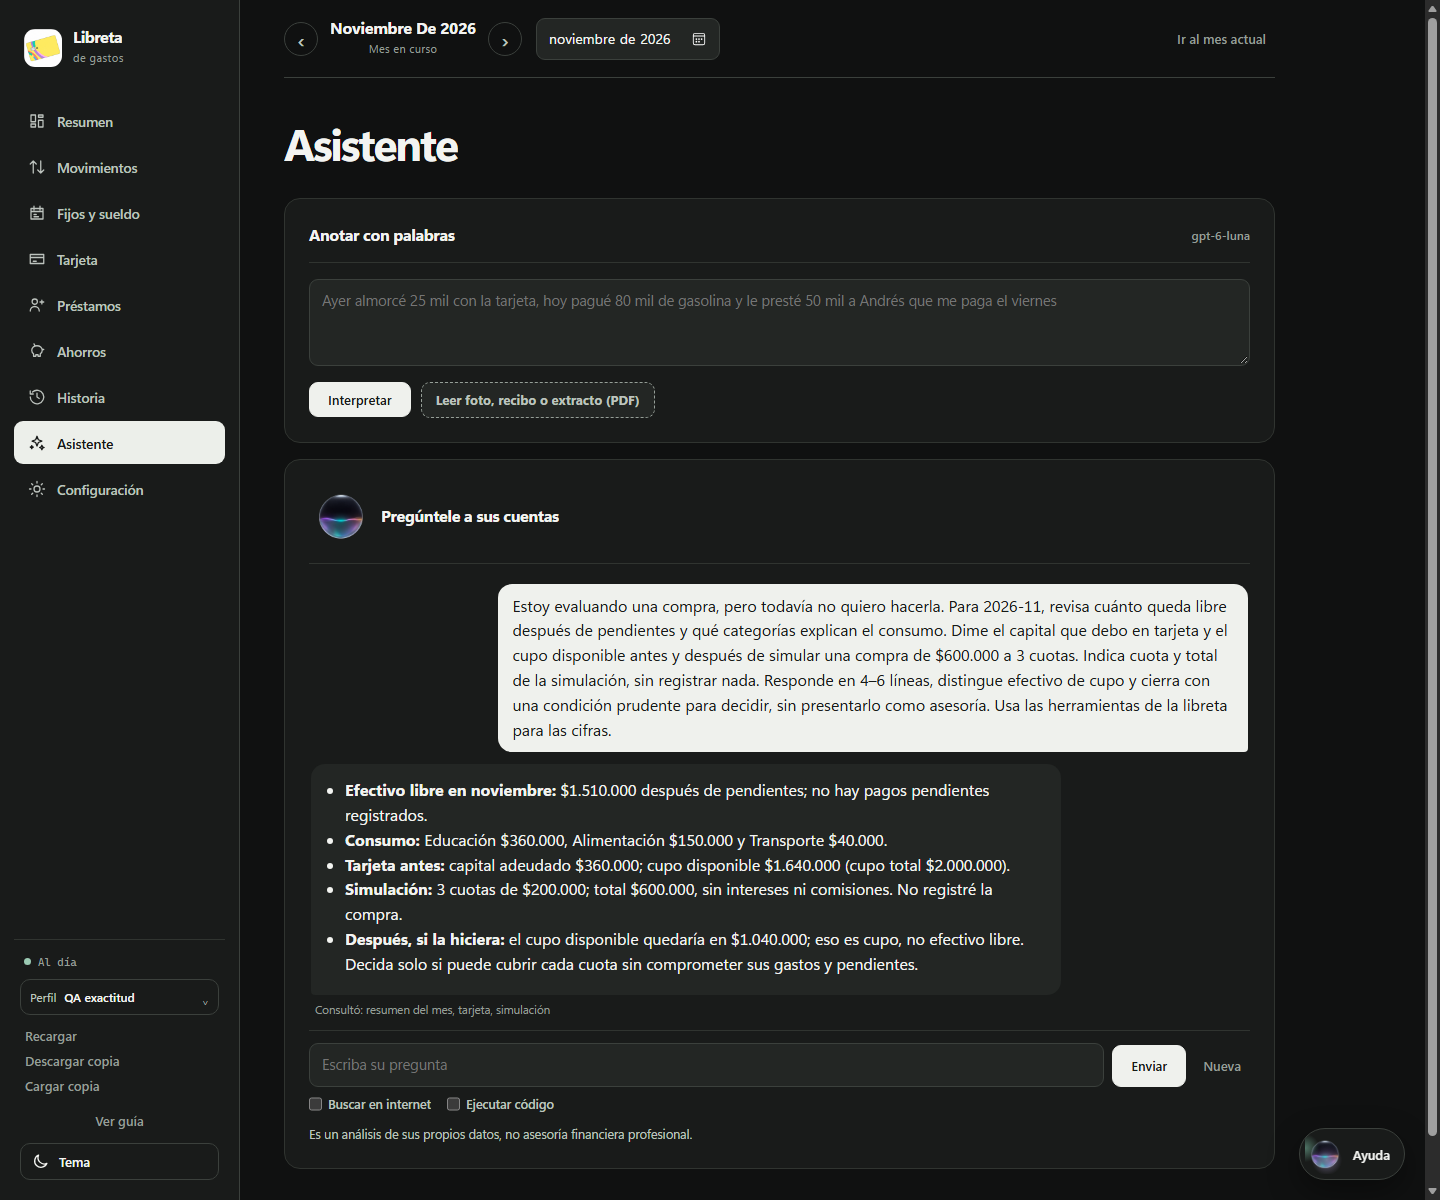 Libreta
de gastos
Resumen
Movimientos
Fijos y sueldo
Tarjeta
Préstamos
Ahorros
Historia
Asistente
Configuración
Al día
Perfil QA exactitud
Recargar
Descargar copia
Cargar copia
Ver guía
Tema
Noviembre De 2026
Mes en curso
noviembre de 2026
Ir al mes actual
Asistente
Anotar con palabras
gpt-6-luna
Ayer almorcé 25 mil con la tarjeta, hoy pagué 80 mil de gasolina y le presté 50 mil a Andrés que me paga el viernes
Interpretar
Leer foto, recibo o extracto (PDF)
Pregúntele a sus cuentas
Estoy evaluando una compra, pero todavía no quiero hacerla. Para 2026-11, revisa cuánto queda libre
después de pendientes y qué categorías explican el consumo. Dime el capital que debo en tarjeta y el
cupo disponible antes y después de simular una compra de $600.000 a 3 cuotas. Indica cuota y total
de la simulación, sin registrar nada. Responde en 4–6 líneas, distingue efectivo de cupo y cierra con
una condición prudente para decidir, sin presentarlo como asesoría. Usa las herramientas de la libreta
para las cifras.
• Efectivo libre en noviembre: $1.510.000 después de pendientes; no hay pagos pendientes
registrados.
• Consumo: Educación $360.000, Alimentación $150.000 y Transporte $40.000.
• Tarjeta antes: capital adeudado $360.000; cupo disponible $1.640.000 (cupo total $2.000.000).
• Simulación: 3 cuotas de $200.000; total $600.000, sin intereses ni comisiones. No registré la
compra.
• Después, si la hiciera: el cupo disponible quedaría en $1.040.000; eso es cupo, no efectivo libre.
Decida solo si puede cubrir cada cuota sin comprometer sus gastos y pendientes.
Consultó: resumen del mes, tarjeta, simulación
Escriba su pregunta
Enviar
Nueva
Buscar en internet
Ejecutar código
Es un análisis de sus propios datos, no asesoría financiera profesional.
Ayuda